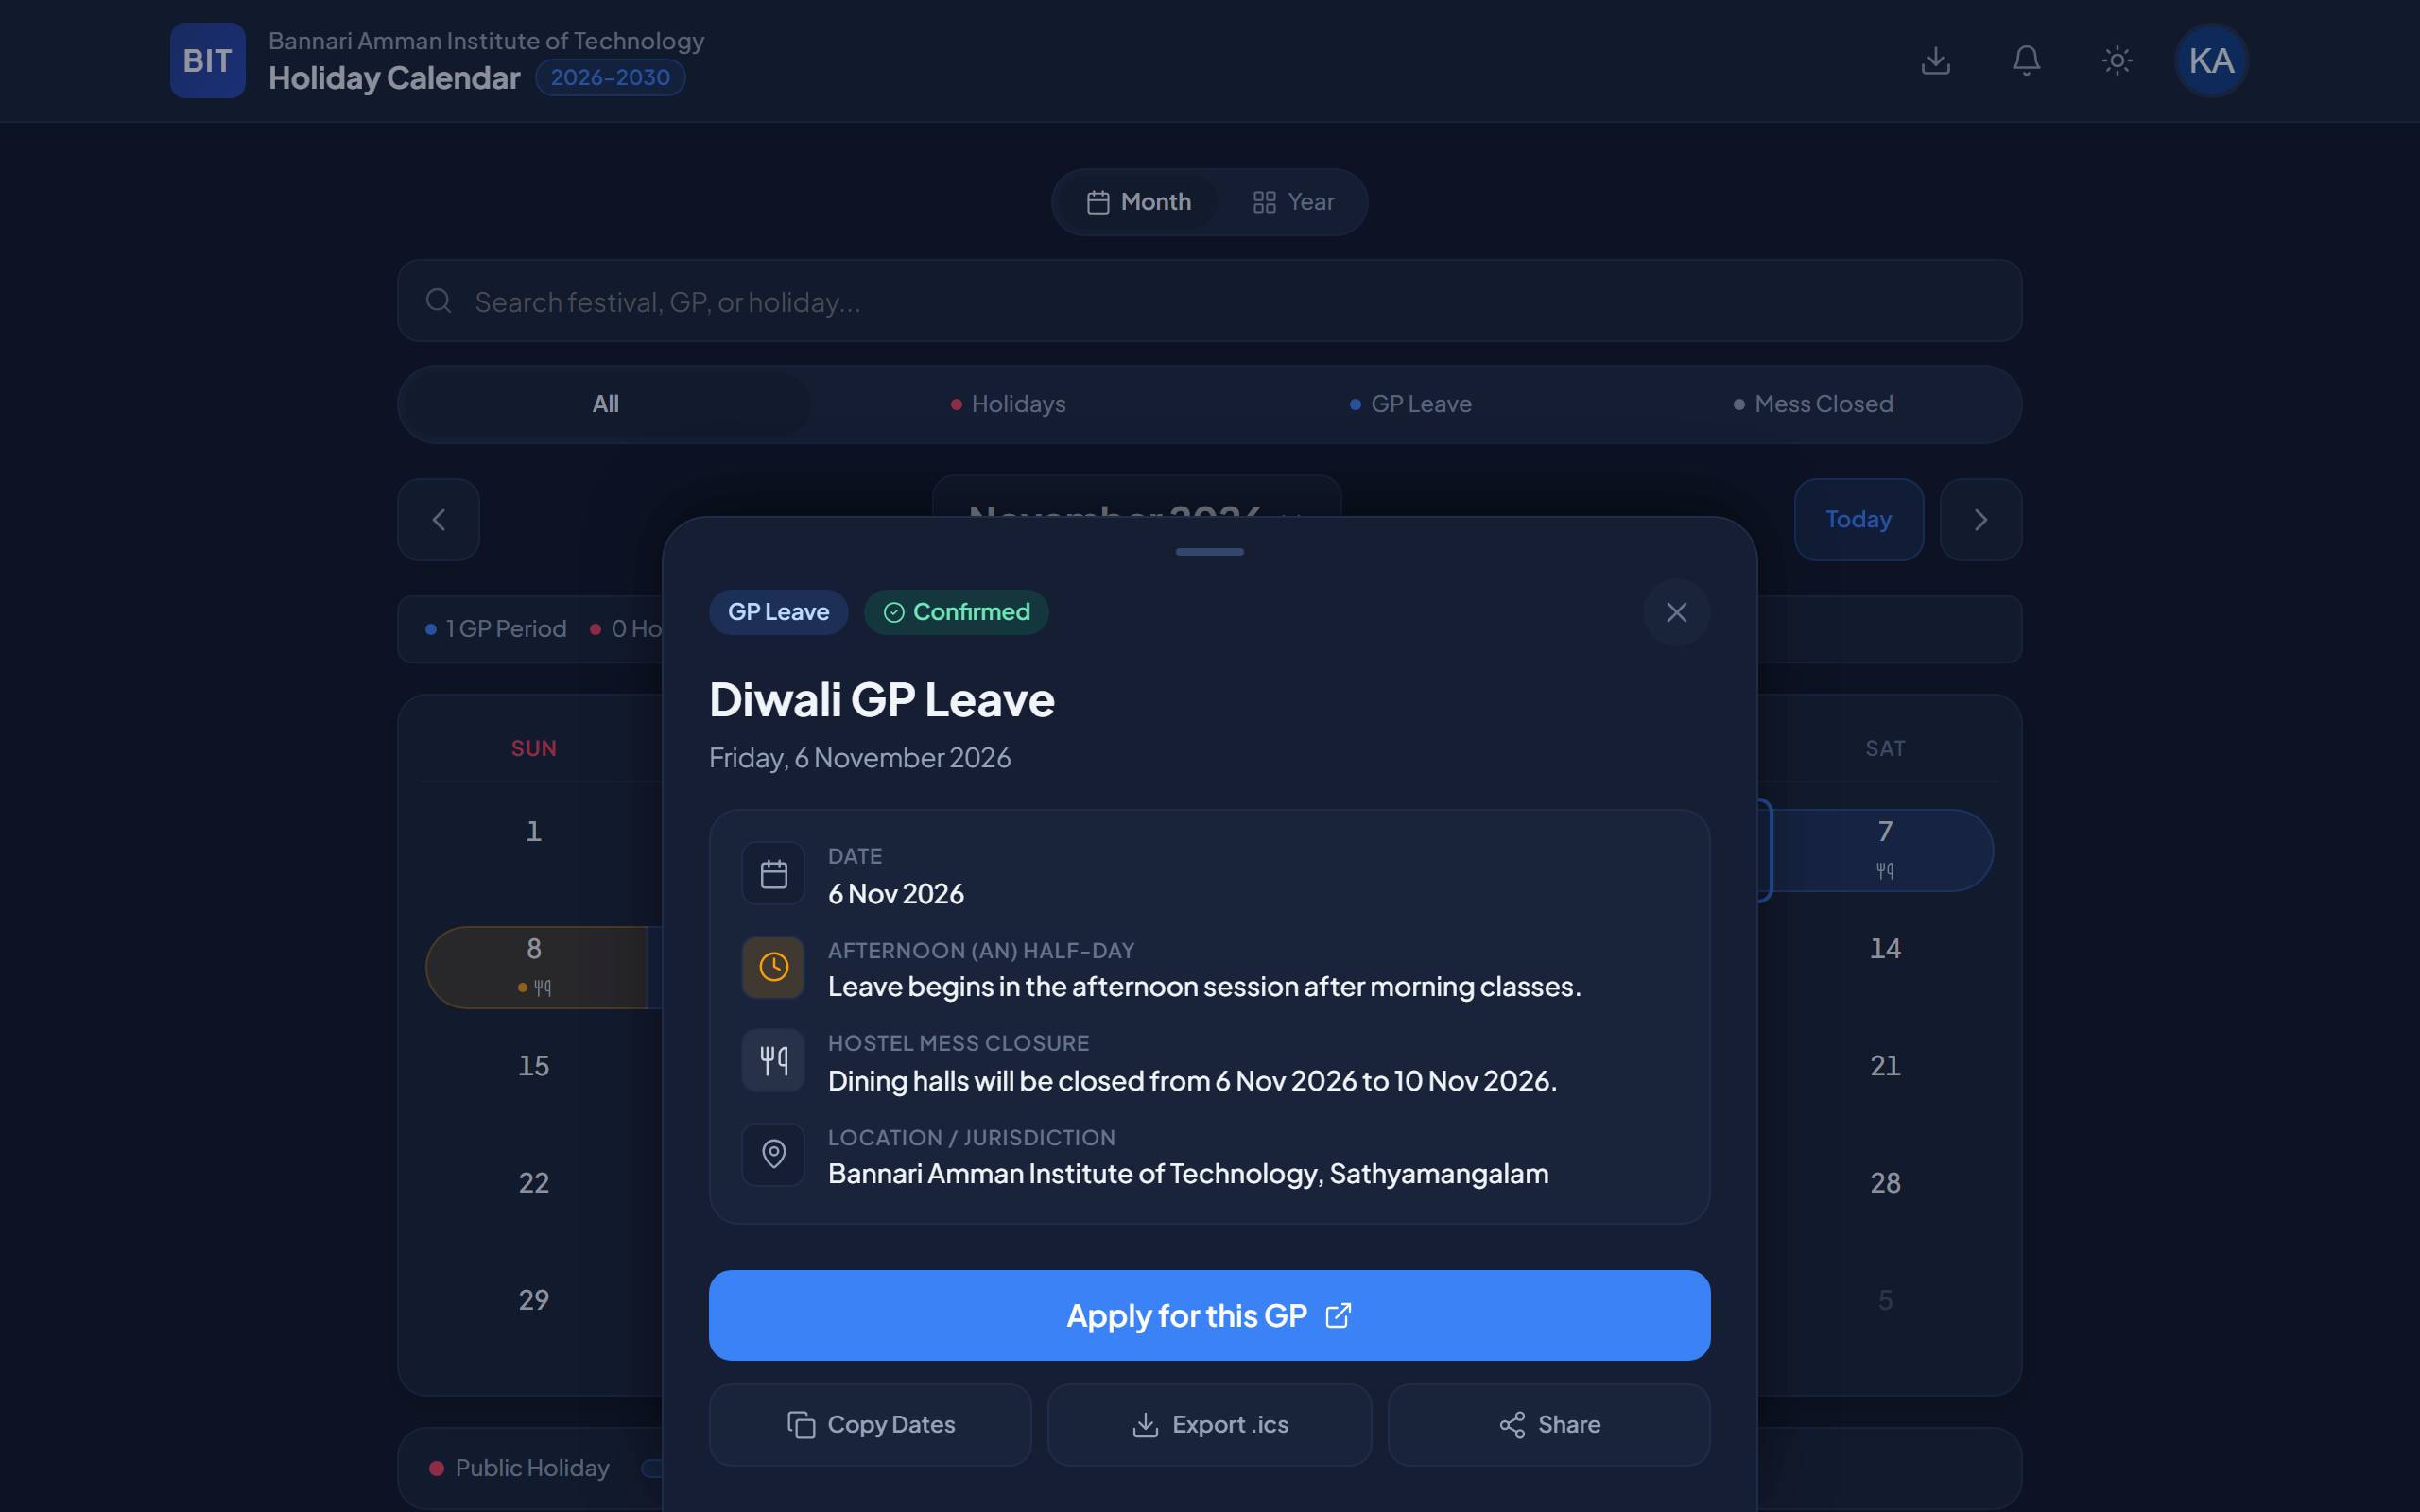 BIT
Bannari Amman Institute of Technology
Holiday Calendar 2026–2030
KA
Month Year
Search festival, GP, or holiday...
All Holidays GP Leave Mess Closed
November 2026
Today
1 GP Period 0 Ho
GP Leave Confirmed
Diwali GP Leave
Friday, 6 November 2026
DATE
6 Nov 2026
AFTERNOON (AN) HALF-DAY
Leave begins in the afternoon session after morning classes.
HOSTEL MESS CLOSURE
Dining halls will be closed from 6 Nov 2026 to 10 Nov 2026.
LOCATION / JURISDICTION
Bannari Amman Institute of Technology, Sathyamangalam
Apply for this GP
Copy Dates Export .ics Share
SUN SAT
1 7
8 14
15 21
22 28
29 5
Public Holiday